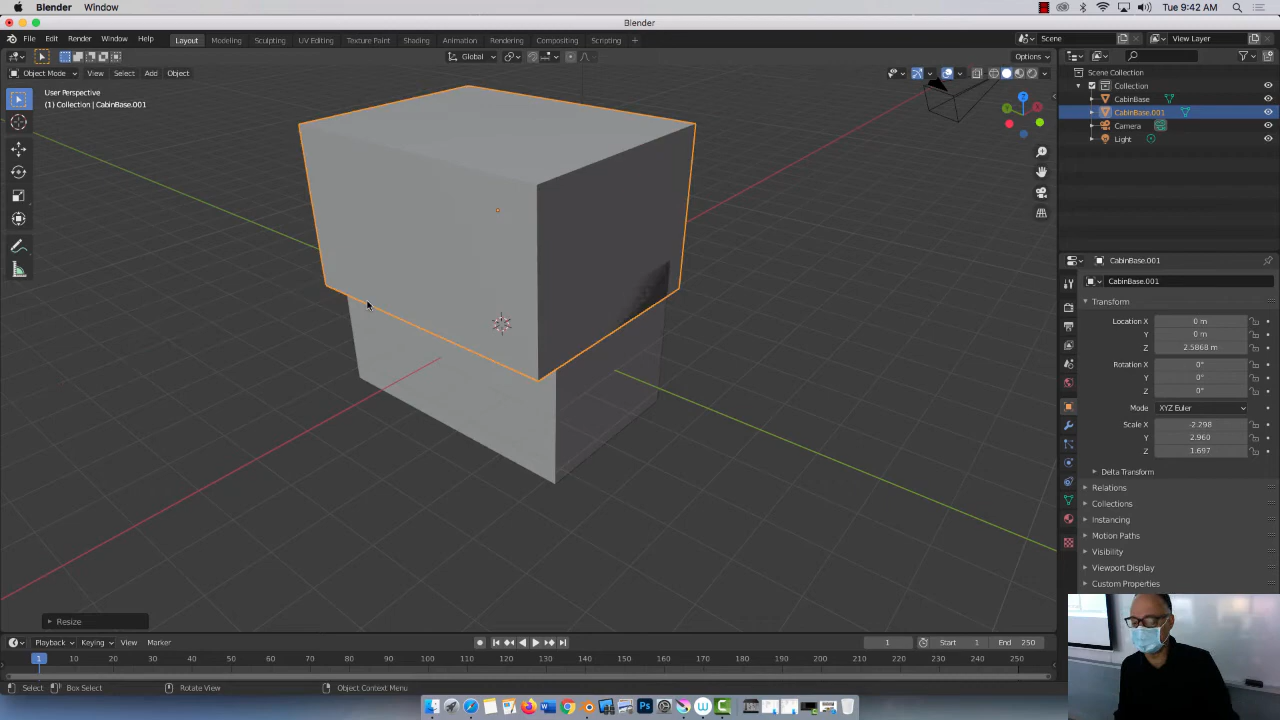 Blender Window Tue 9:42 AM
Blender
File Edit Render Window Help Layout Modeling Sculpting UV Editing Texture Paint Shading Animation Rendering Compositing Scripting + Scene View Layer
Global Options
Object Mode View Select Add Object
User Perspective
(1) Collection | CabinBase.001
Scene Collection
Collection
CabinBase
CabinBase.001
Camera
Light
CabinBase.001
CabinBase.001
Transform
Location X 0 m
Y 0 m
Z 2.5868 m
Rotation X 0°
Y 0°
Z 0°
Mode XYZ Euler
Scale X -2.298
Y 2.960
Z 1.697
Delta Transform
Relations
Collections
Instancing
Motion Paths
Visibility
Viewport Display
Custom Properties
Resize
Playback Keying View Marker 1 Start 1 End 250
1 10 20 30 40 50 60 70 80 90 100 110 120 130 140 150 160 170 180 190 200 210 220 230 240 250
Select Box Select Rotate View Object Context Menu